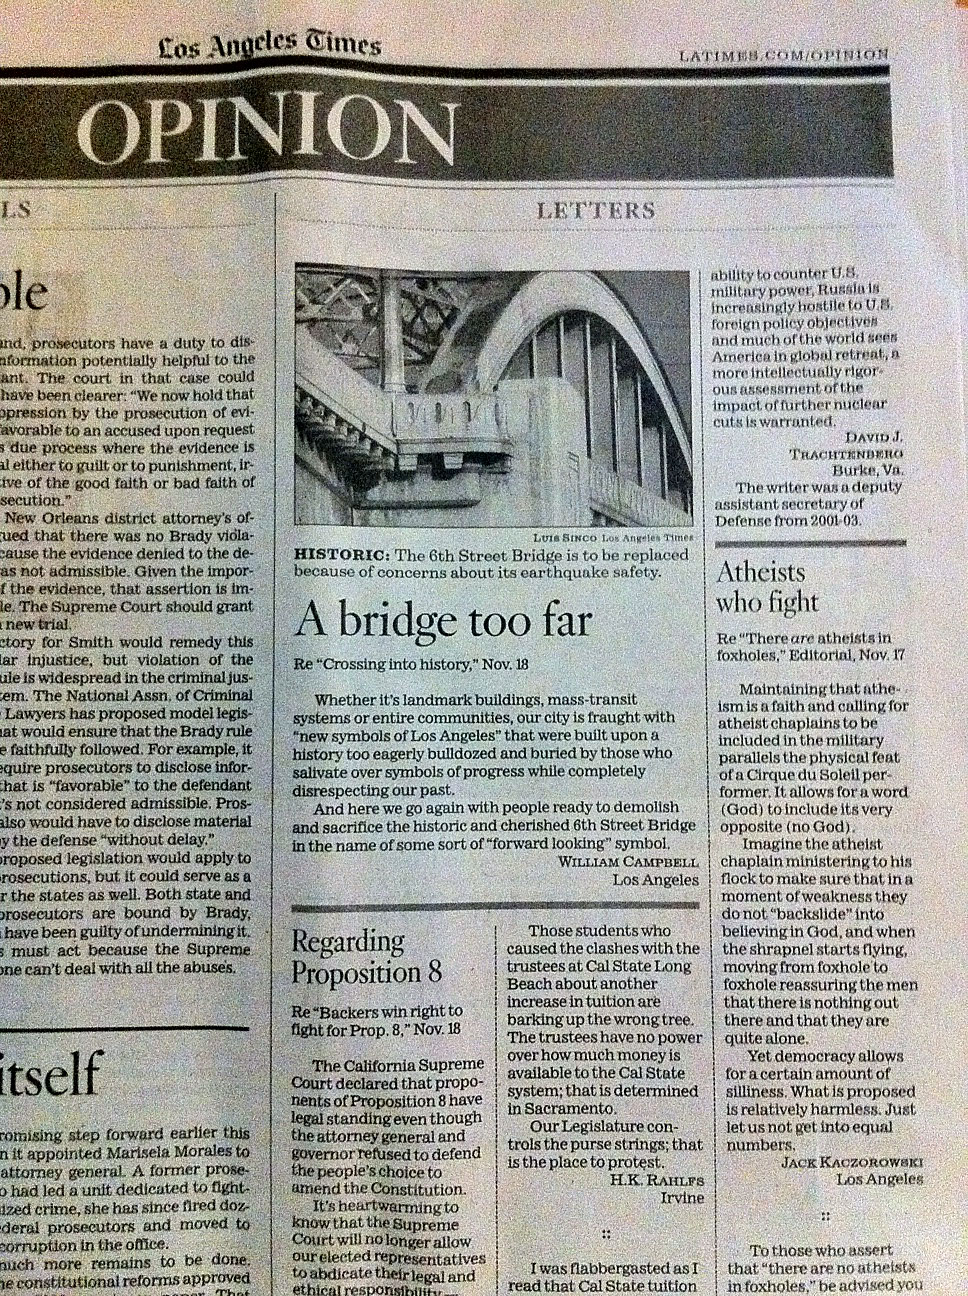 Los Angeles Times
LATIMES.COM/OPINION
OPINION
LS
LETTERS
ble
and, prosecutors have a duty to dis-
nformation potentially helpful to the
ant. The court in that case could
have been clearer: “We now hold that
ppression by the prosecution of evi-
favorable to an accused upon request
s due process where the evidence is
al either to guilt or to punishment, ir-
tive of the good faith or bad faith of
secution.”
New Orleans district attorney's of-
gued that there was no Brady viola-
cause the evidence denied to the de-
as not admissible. Given the impor-
f the evidence, that assertion is im-
le. The Supreme Court should grant
new trial.
ctory for Smith would remedy this
lar injustice, but violation of the
ule is widespread in the criminal jus-
tem. The National Assn. of Criminal
Lawyers has proposed model legis-
hat would ensure that the Brady rule
e faithfully followed. For example, it
equire prosecutors to disclose infor-
that is “favorable” to the defendant
's not considered admissible. Pros-
also would have to disclose material
y the defense “without delay.”
proposed legislation would apply to
prosecutions, but it could serve as a
r the states as well. Both state and
prosecutors are bound by Brady,
have been guilty of undermining it.
s must act because the Supreme
one can't deal with all the abuses.
itself
romising step forward earlier this
n it appointed Marisela Morales to
attorney general. A former prose-
o had led a unit dedicated to fight-
ized crime, she has since fired doz-
ederal prosecutors and moved to
corruption in the office.
much more remains to be done.
he constitutional reforms approved
That
LUIS SINCO Los Angeles Times
HISTORIC: The 6th Street Bridge is to be replaced
because of concerns about its earthquake safety.
A bridge too far
Re “Crossing into history,” Nov. 18
Whether it's landmark buildings, mass-transit
systems or entire communities, our city is fraught with
“new symbols of Los Angeles” that were built upon a
history too eagerly bulldozed and buried by those who
salivate over symbols of progress while completely
disrespecting our past.
And here we go again with people ready to demolish
and sacrifice the historic and cherished 6th Street Bridge
in the name of some sort of “forward looking” symbol.
WILLIAM CAMPBELL
Los Angeles
Regarding
Proposition 8
Re “Backers win right to
fight for Prop. 8,” Nov. 18
The California Supreme
Court declared that propo-
nents of Proposition 8 have
legal standing even though
the attorney general and
governor refused to defend
the people's choice to
amend the Constitution.
It's heartwarming to
know that the Supreme
Court will no longer allow
our elected representatives
to abdicate their legal and
ethical responsibility
Those students who
caused the clashes with the
trustees at Cal State Long
Beach about another
increase in tuition are
barking up the wrong tree.
The trustees have no power
over how much money is
available to the Cal State
system; that is determined
in Sacramento.
Our Legislature con-
trols the purse strings; that
is the place to protest.
H.K. RAHLFS
Irvine
::
I was flabbergasted as I
read that Cal State tuition
ability to counter U.S.
military power, Russia is
increasingly hostile to U.S.
foreign policy objectives
and much of the world sees
America in global retreat, a
more intellectually rigor-
ous assessment of the
impact of further nuclear
cuts is warranted.
DAVID J.
TRACHTENBERG
Burke, Va.
The writer was a deputy
assistant secretary of
Defense from 2001-03.
Atheists
who fight
Re “There are atheists in
foxholes,” Editorial, Nov. 17
Maintaining that athe-
ism is a faith and calling for
atheist chaplains to be
included in the military
parallels the physical feat
of a Cirque du Soleil per-
former. It allows for a word
(God) to include its very
opposite (no God).
Imagine the atheist
chaplain ministering to his
flock to make sure that in a
moment of weakness they
do not “backslide” into
believing in God, and when
the shrapnel starts flying,
moving from foxhole to
foxhole reassuring the men
that there is nothing out
there and that they are
quite alone.
Yet democracy allows
for a certain amount of
silliness. What is proposed
is relatively harmless. Just
let us not get into equal
numbers.
JACK KACZOROWSKI
Los Angeles
::
To those who assert
that “there are no atheists
in foxholes,” be advised you